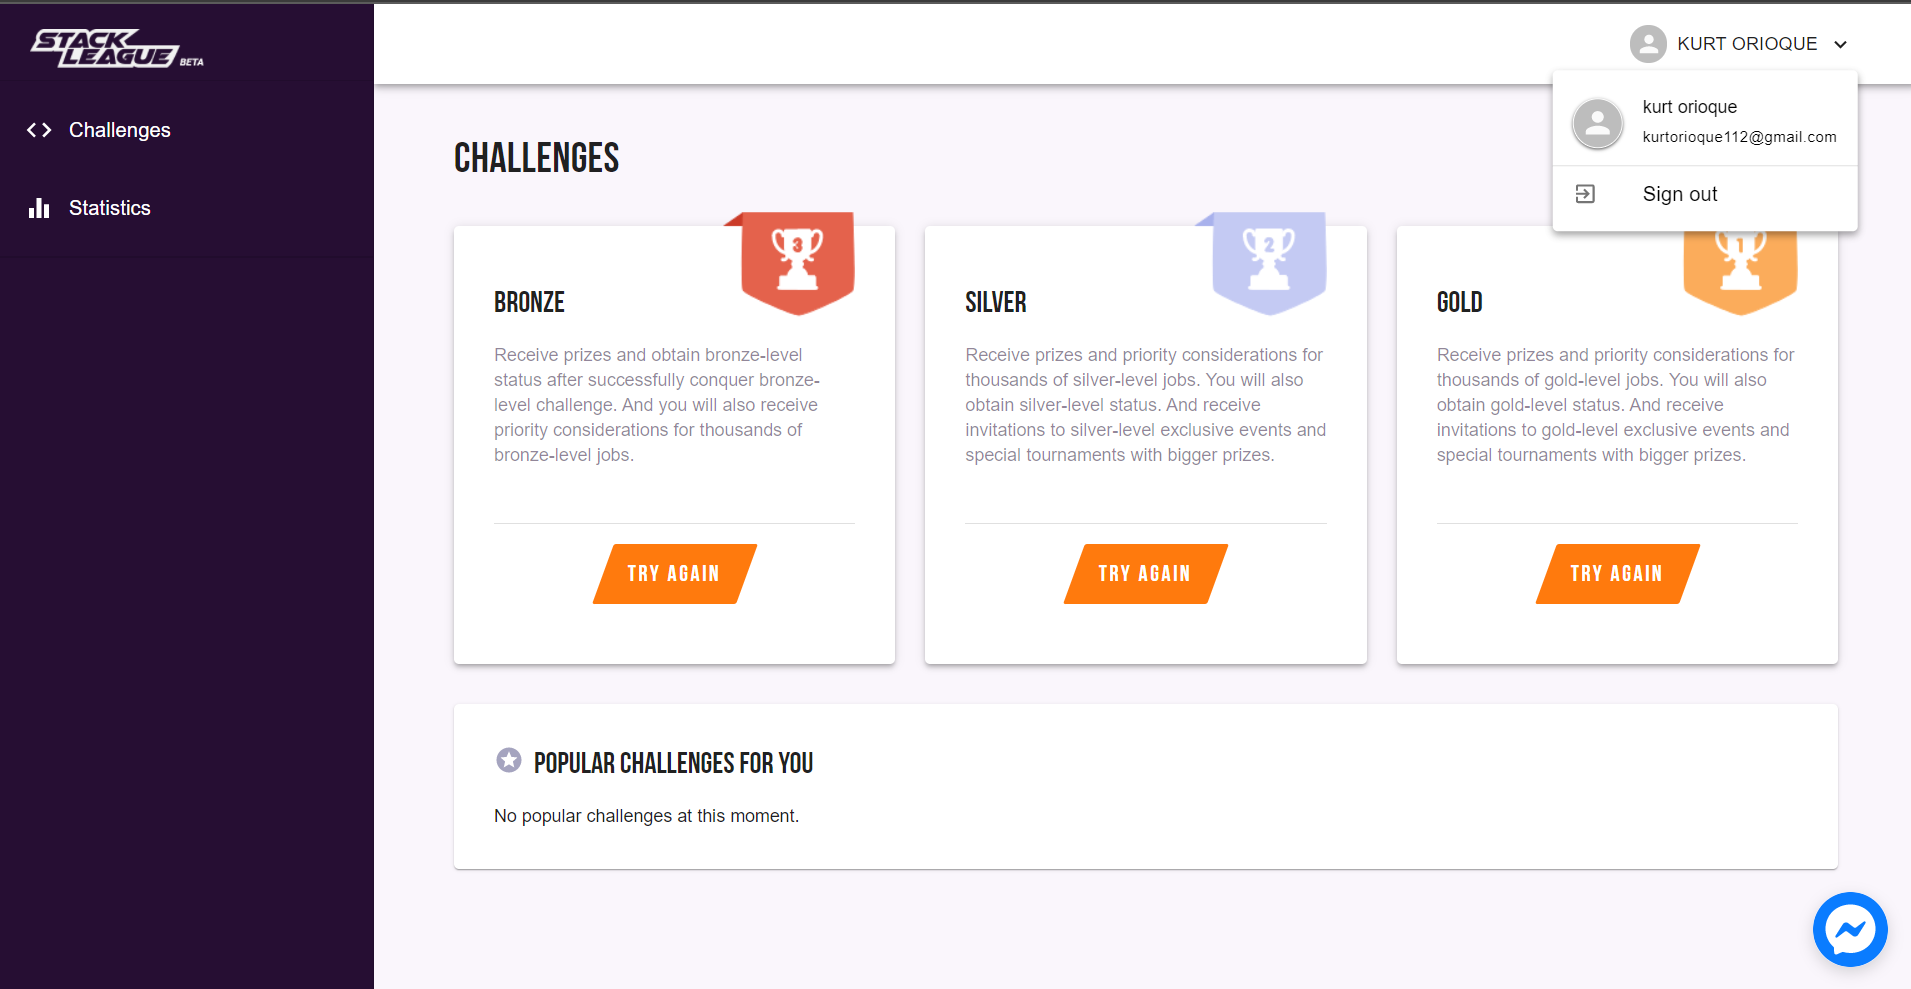 STACK
LEAGUE BETA
KURT ORIOQUE
kurt orioque
kurtorioque112@gmail.com
Sign out
Challenges
Statistics
CHALLENGES
3
BRONZE
Receive prizes and obtain bronze-level
status after successfully conquer bronze-
level challenge. And you will also receive
priority considerations for thousands of
bronze-level jobs.
TRY AGAIN
2
SILVER
Receive prizes and priority considerations for
thousands of silver-level jobs. You will also
obtain silver-level status. And receive
invitations to silver-level exclusive events and
special tournaments with bigger prizes.
TRY AGAIN
1
GOLD
Receive prizes and priority considerations for
thousands of gold-level jobs. You will also
obtain gold-level status. And receive
invitations to gold-level exclusive events and
special tournaments with bigger prizes.
TRY AGAIN
POPULAR CHALLENGES FOR YOU
No popular challenges at this moment.